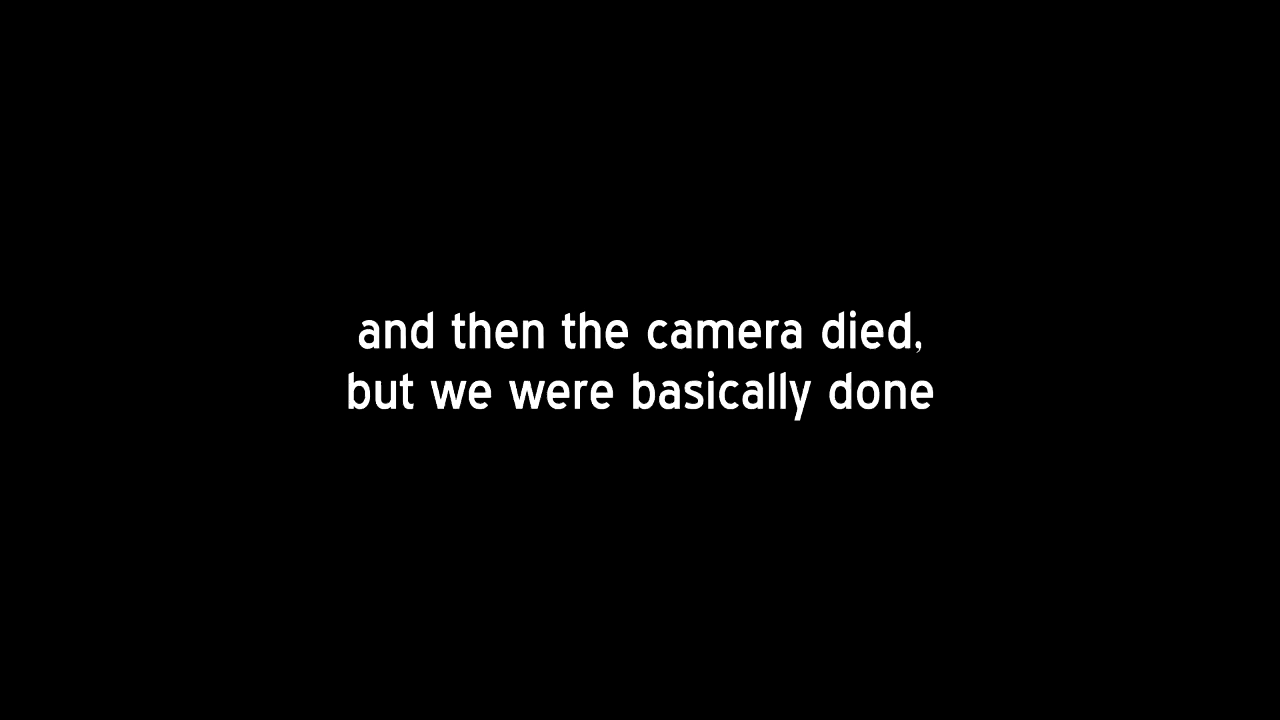 and then the camera died,
but we were basically done